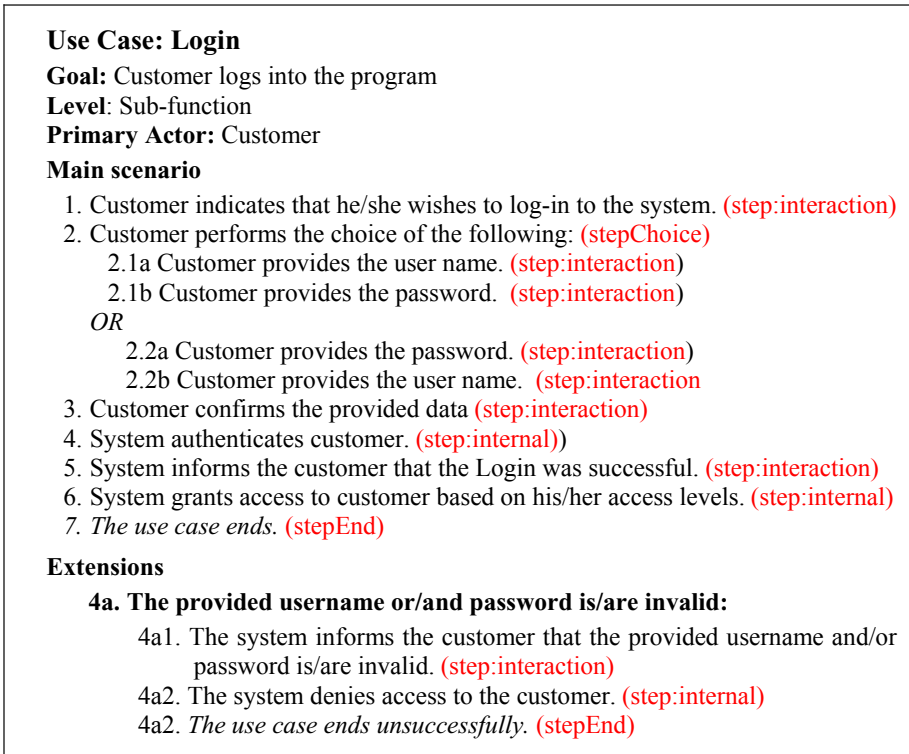 Use Case: Login
Goal: Customer logs into the program
Level: Sub-function
Primary Actor: Customer
Main scenario
1. Customer indicates that he/she wishes to log-in to the system. (step:interaction)
2. Customer performs the choice of the following: (stepChoice)
2.1a Customer provides the user name. (step:interaction)
2.1b Customer provides the password. (step:interaction)
OR
2.2a Customer provides the password. (step:interaction)
2.2b Customer provides the user name. (step:interaction
3. Customer confirms the provided data (step:interaction)
4. System authenticates customer. (step:internal))
5. System informs the customer that the Login was successful. (step:interaction)
6. System grants access to customer based on his/her access levels. (step:internal)
7. The use case ends. (stepEnd)
Extensions
4a. The provided username or/and password is/are invalid:
4a1. The system informs the customer that the provided username and/or
password is/are invalid. (step:interaction)
4a2. The system denies access to the customer. (step:internal)
4a2. The use case ends unsuccessfully. (stepEnd)